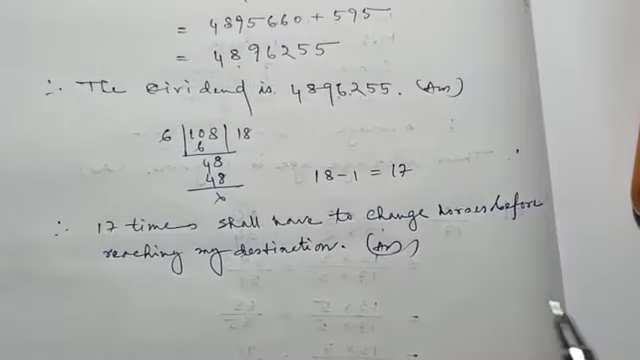 = 4895660 + 595
= 4896255
∴ The dividend is 4896255. (Ans)
6 | 108 | 18
6
48
48
x
18 - 1 = 17
∴ 17 times shall have to change horses before
reaching my destination. (Ans)